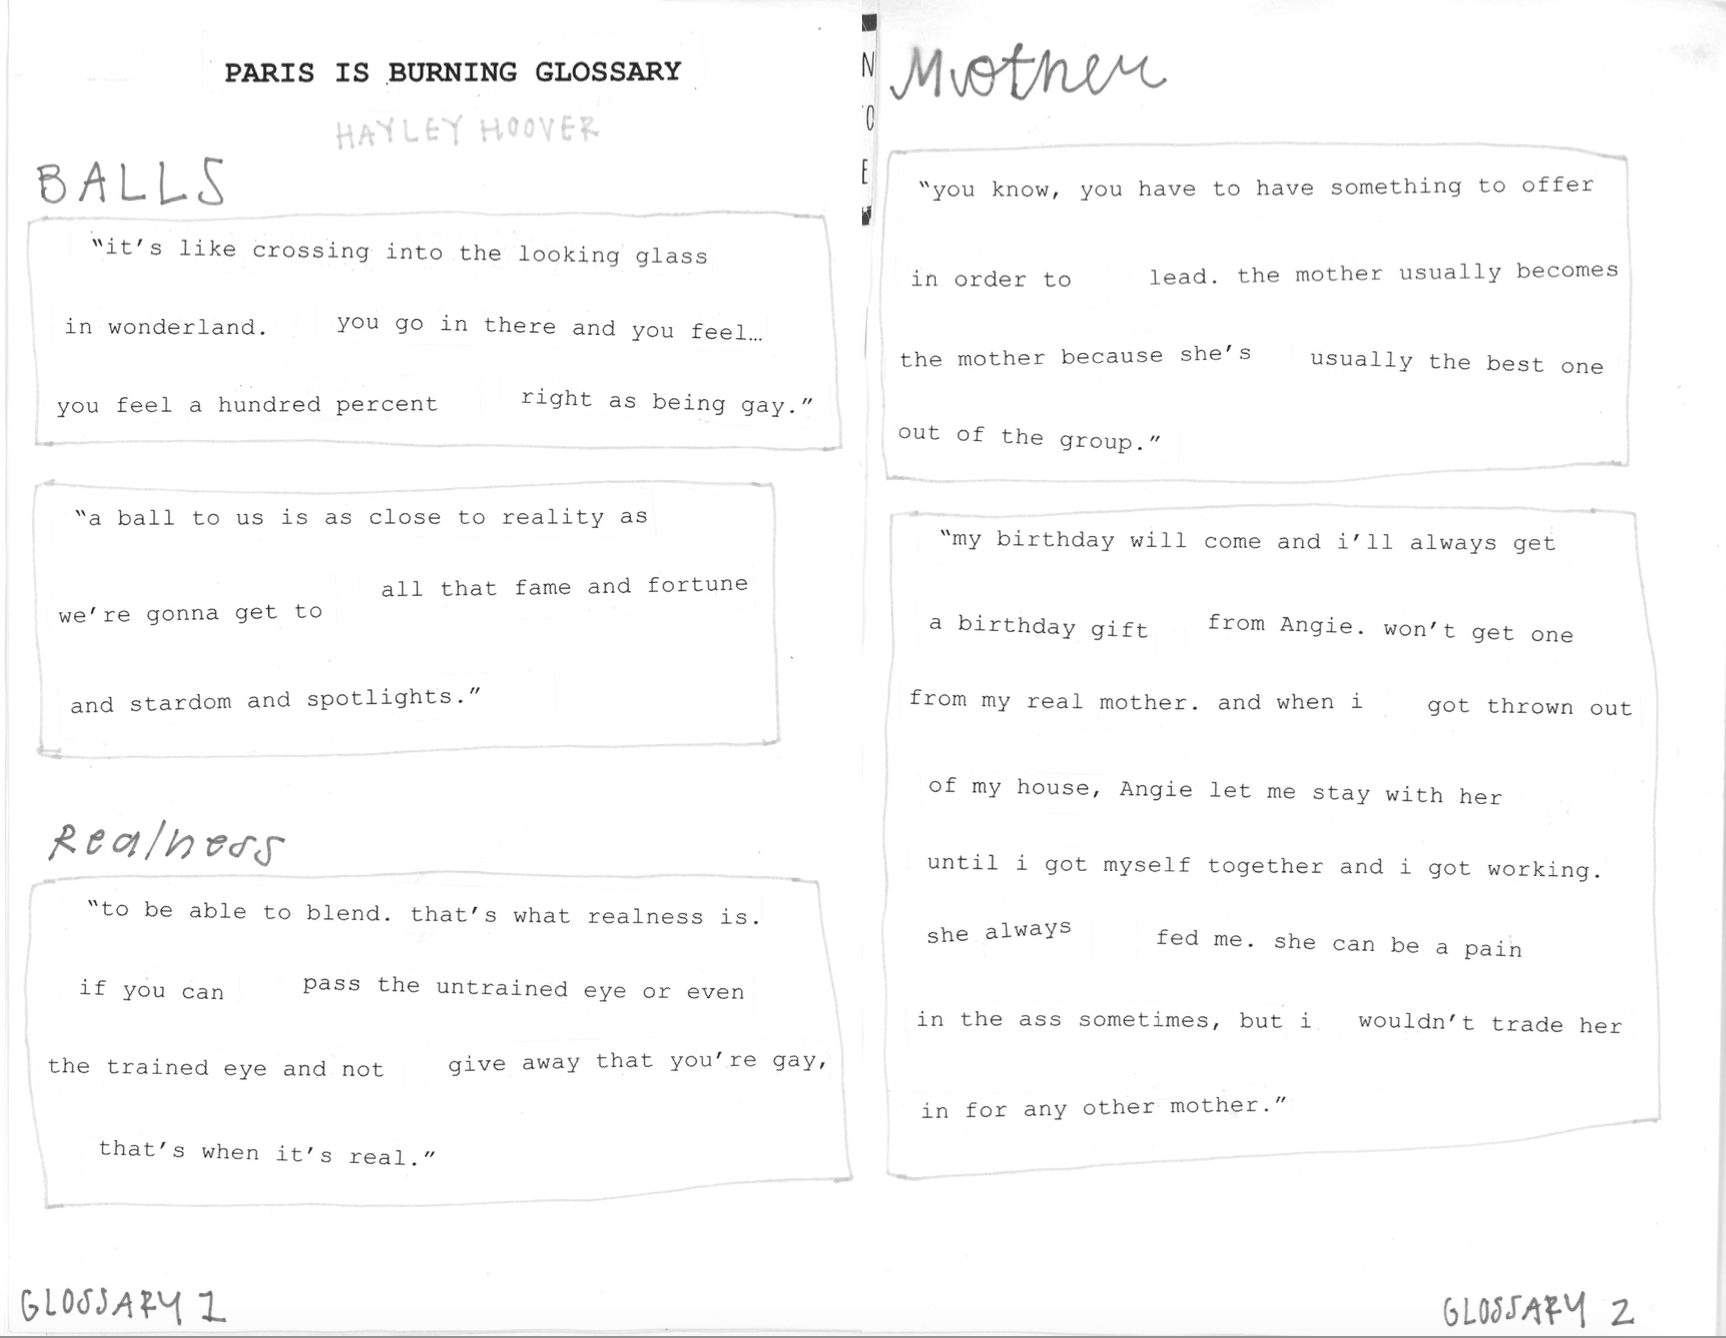 PARIS IS BURNING GLOSSARY
HAYLEY HOOVER
BALLS
“it’s like crossing into the looking glass
in wonderland. you go in there and you feel…
you feel a hundred percent right as being gay.”
“a ball to us is as close to reality as
we’re gonna get to all that fame and fortune
and stardom and spotlights.”
Realness
“to be able to blend. that’s what realness is.
if you can pass the untrained eye or even
the trained eye and not give away that you’re gay,
that’s when it’s real.”
GLOSSARY 1
N
O
E
Mother
“you know, you have to have something to offer
in order to lead. the mother usually becomes
the mother because she’s usually the best one
out of the group.”
“my birthday will come and i’ll always get
a birthday gift from Angie. won’t get one
from my real mother. and when i got thrown out
of my house, Angie let me stay with her
until i got myself together and i got working.
she always fed me. she can be a pain
in the ass sometimes, but i wouldn’t trade her
in for any other mother.”
GLOSSARY 2